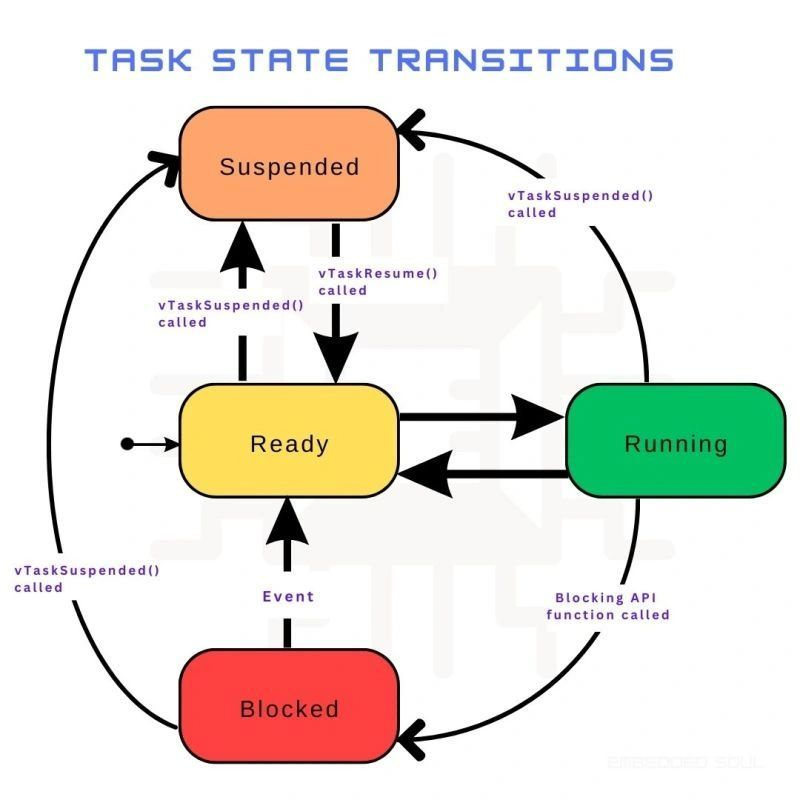 TASK STATE TRANSITIONS
Suspended
vTaskSuspended()
called
vTaskResume()
called
vTaskSuspended()
called
Ready
Running
vTaskSuspended()
called
Event
Blocking API
function called
Blocked
EMBEDDED SOUL